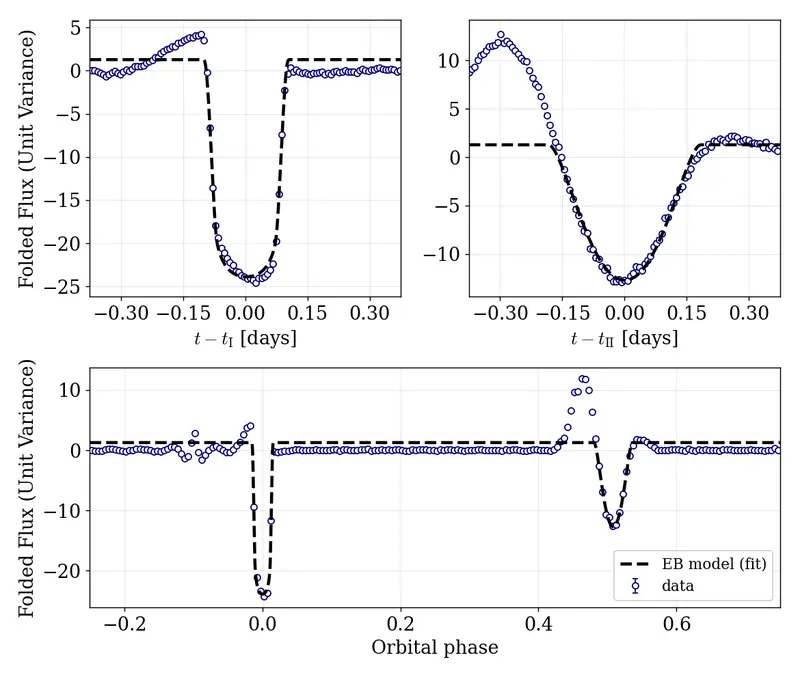 Folded Flux (Unit Variance)
5
0
−5
−10
−15
−20
−25
−0.30 −0.15 0.00 0.15 0.30
t − tI [days]
10
5
0
−5
−10
−0.30 −0.15 0.00 0.15 0.30
t − tII [days]
Folded Flux (Unit Variance)
10
0
−10
−20
−0.2 0.0 0.2 0.4 0.6
Orbital phase
EB model (fit)
data